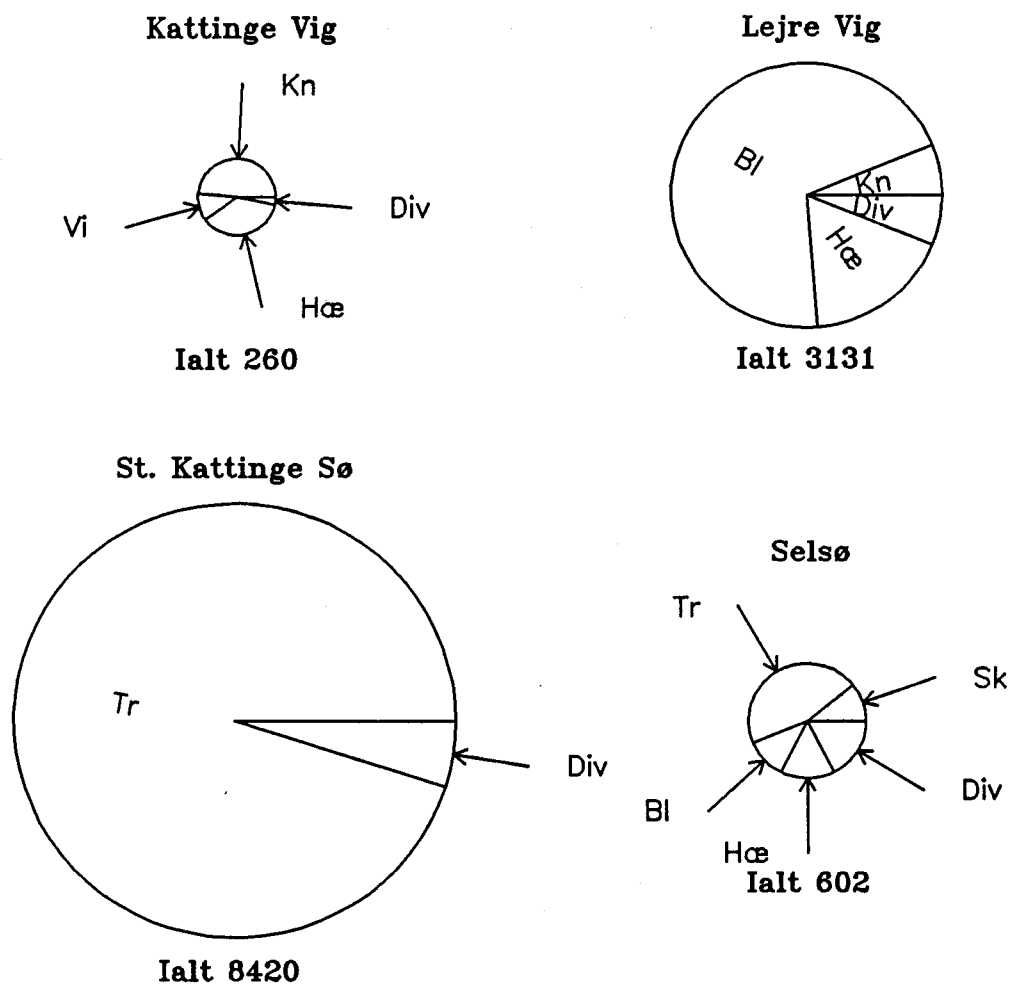 Kattinge Vig
Kn
Vi
Div
Hœ
Ialt 260
Lejre Vig
Bl
Kn
Div
Hœ
Ialt 3131
St. Kattinge Sø
Tr
Div
Ialt 8420
Selsø
Tr
Sk
Bl
Div
Hœ
Ialt 602